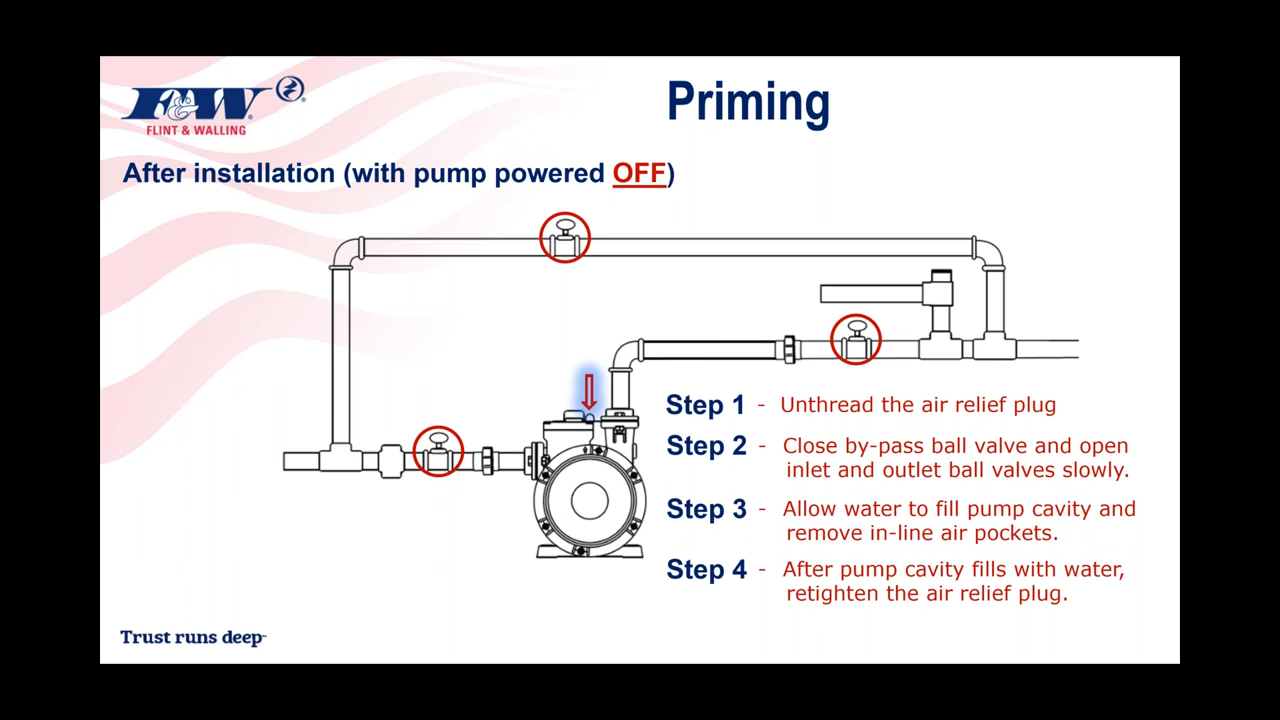 F&W
FLINT & WALLING
Priming
After installation (with pump powered OFF)
Step 1 - Unthread the air relief plug
Step 2 - Close by-pass ball valve and open
inlet and outlet ball valves slowly.
Step 3 - Allow water to fill pump cavity and
remove in-line air pockets.
Step 4 - After pump cavity fills with water,
retighten the air relief plug.
Trust runs deep